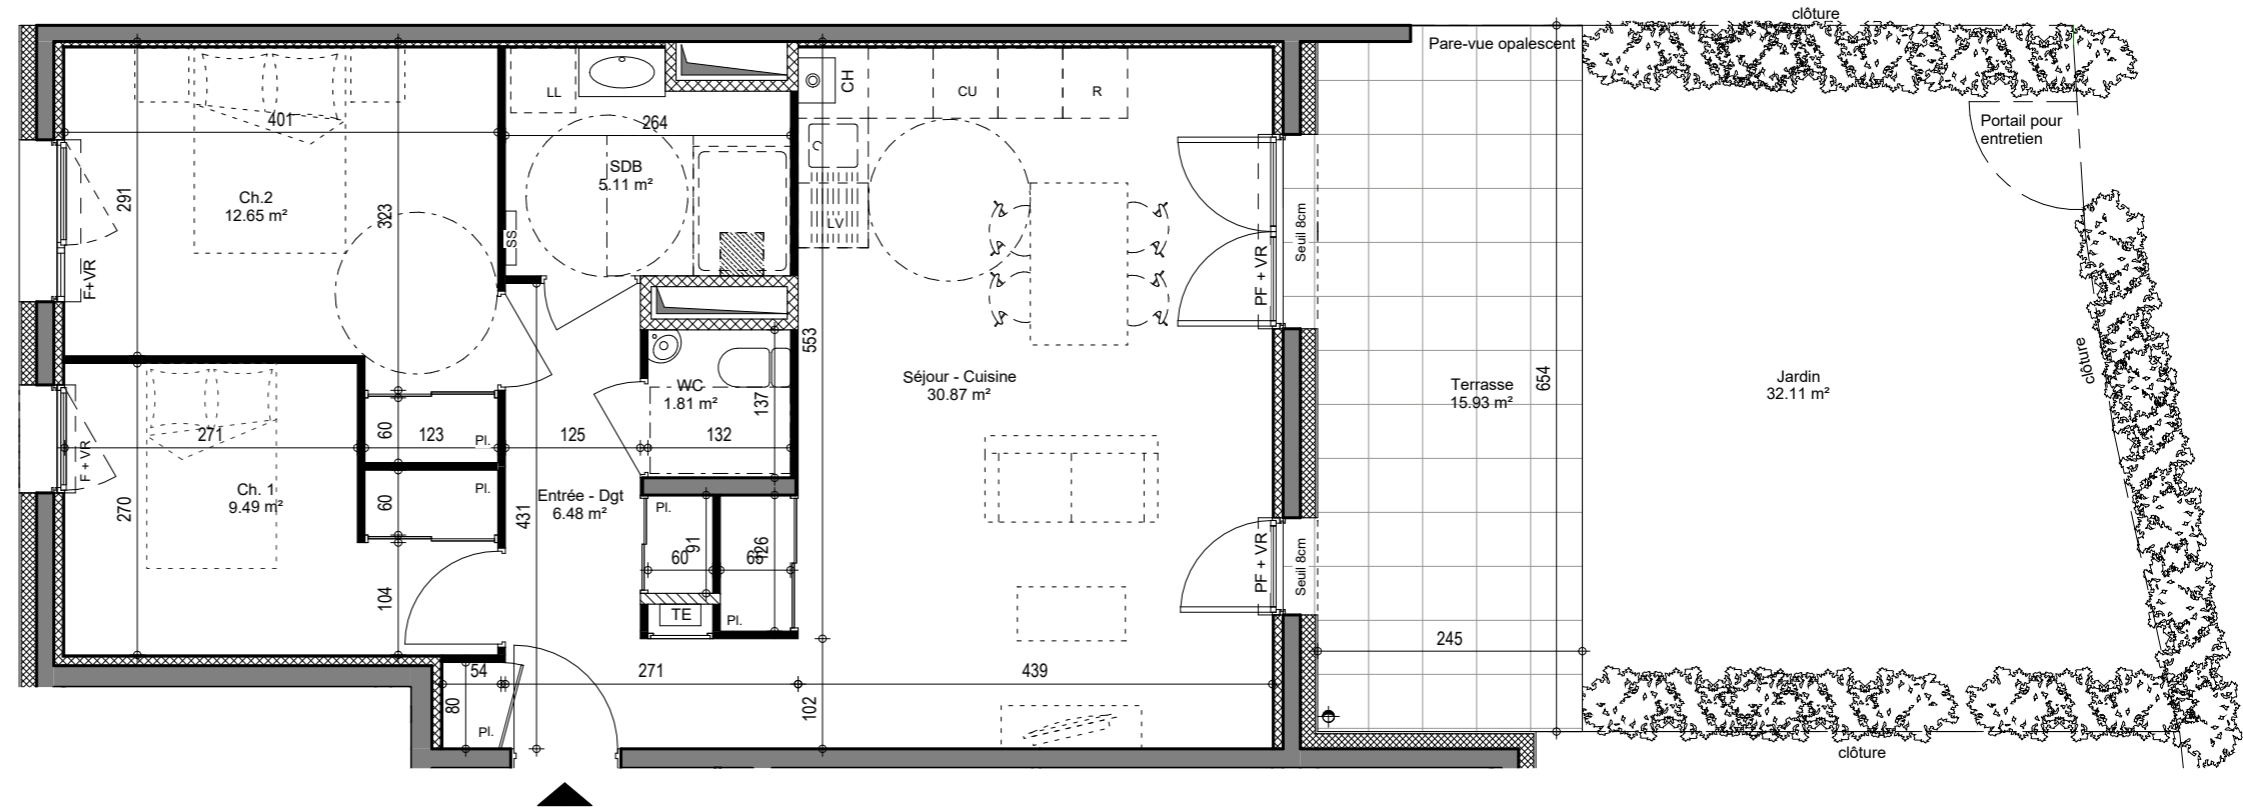 clôture
Pare-vue opalescent
Portail pour
entretien
LL
CH
CU
R
401
264
SDB
5.11 m²
C
LV
SS
291
Ch.2
12.65 m²
323
F+VR
PF + VR
Seuil 8cm
553
WC
1.81 m²
137
132
Séjour - Cuisine
30.87 m²
Terrasse
15.93 m²
654
Jardin
32.11 m²
clôture
271
F + VR
60
123
Pl.
125
Ch. 1
9.49 m²
270
60
Pl.
Entrée - Dgt
6.48 m²
431
Pl.
60
91
126
TE
Pl.
PF + VR
Seuil 8cm
104
54
80
Pl.
271
102
439
245
clôture